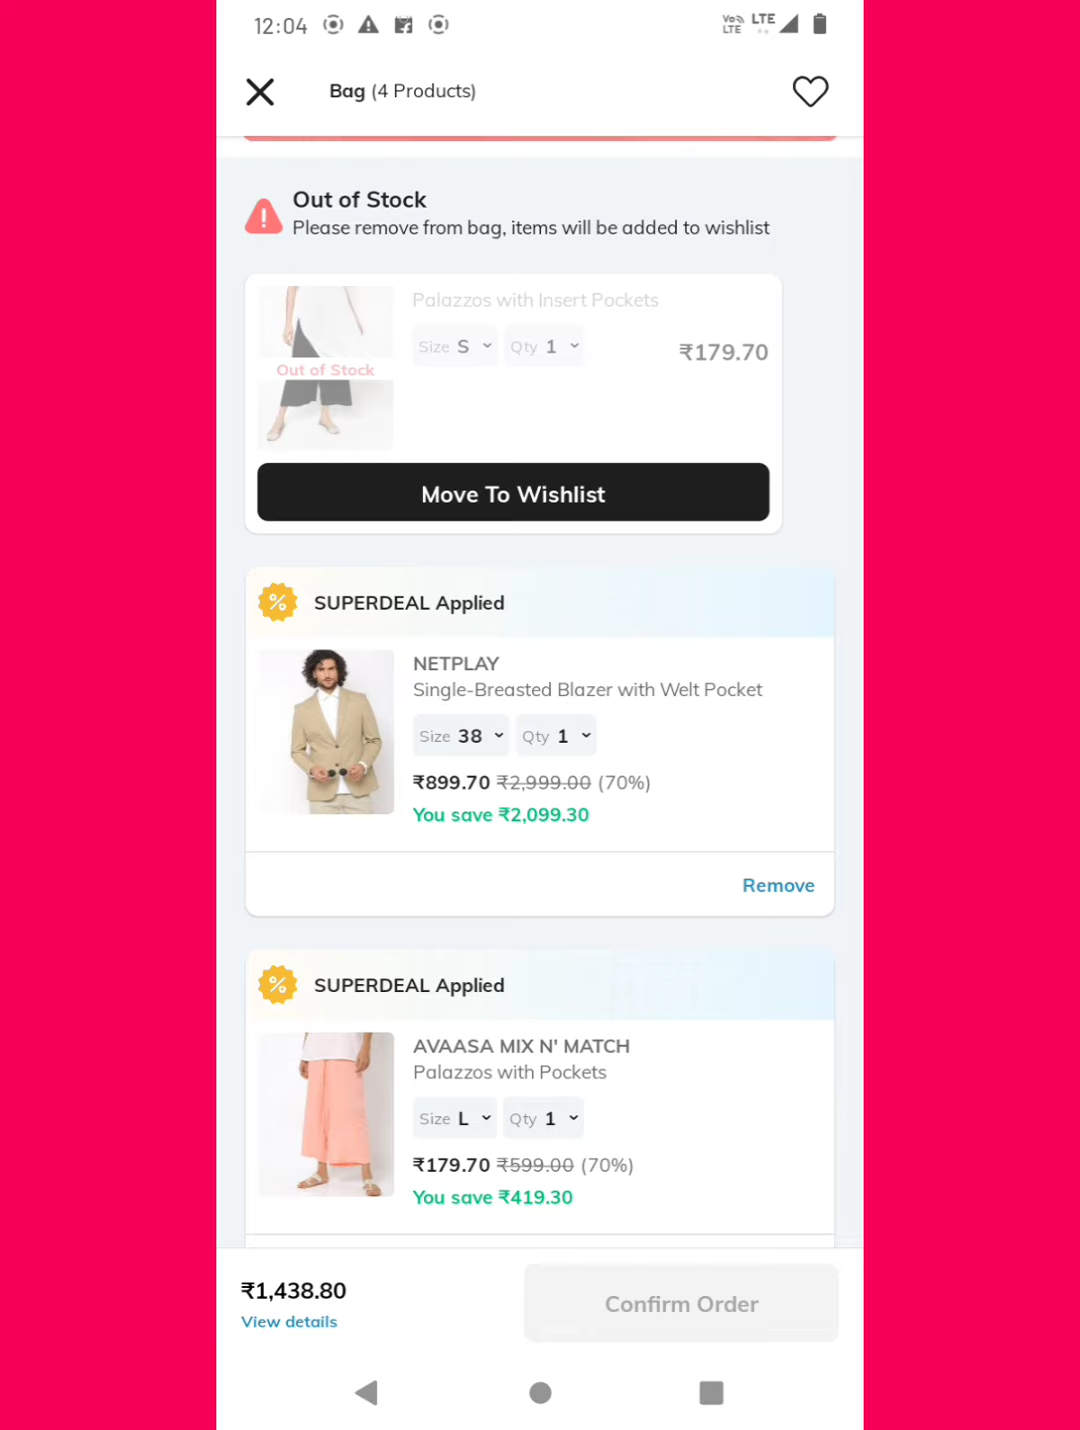 12:04
Vo LTE LTE
Bag (4 Products)
Out of Stock
Please remove from bag, items will be added to wishlist
Palazzos with Insert Pockets
Size S Qty 1
₹179.70
Out of Stock
Move To Wishlist
% SUPERDEAL Applied
NETPLAY
Single-Breasted Blazer with Welt Pocket
Size 38 Qty 1
₹899.70 ₹2,999.00 (70%)
You save ₹2,099.30
Remove
% SUPERDEAL Applied
AVAASA MIX N' MATCH
Palazzos with Pockets
Size L Qty 1
₹179.70 ₹599.00 (70%)
You save ₹419.30
₹1,438.80
View details
Confirm Order